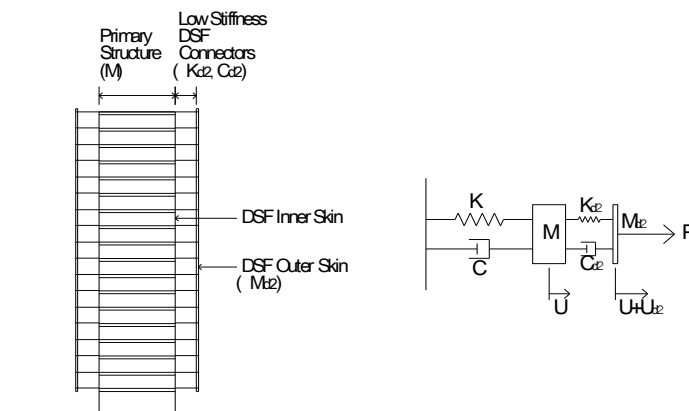 Low Stiffness
Primary DSF
Structure Connectors
(M) ( Kd2, Cd2)
DSF Inner Skin
DSF Outer Skin
( Md2)
K Kd2
M Md2 P
C Cd2
U U+Ud2